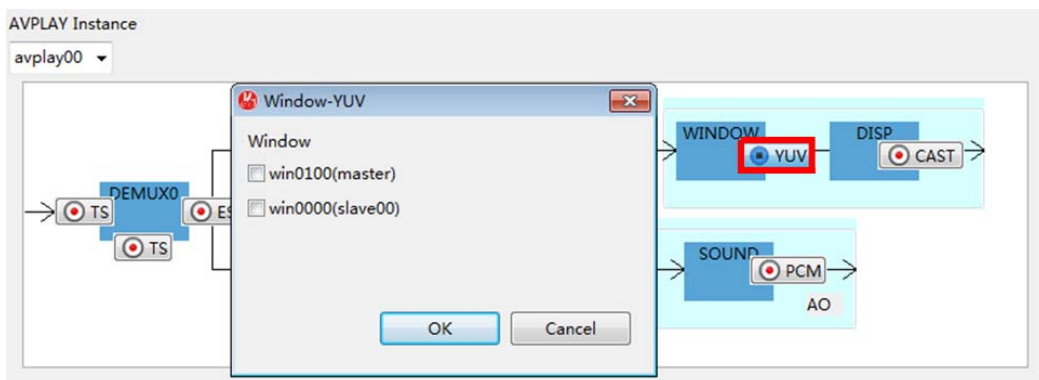 AVPLAY Instance
avplay00
Window-YUV
Window
win0100(master)
win0000(slave00)
OK
Cancel
DEMUX0
TS
ES
TS
WINDOW
YUV
DISP
CAST
SOUND
PCM
AO